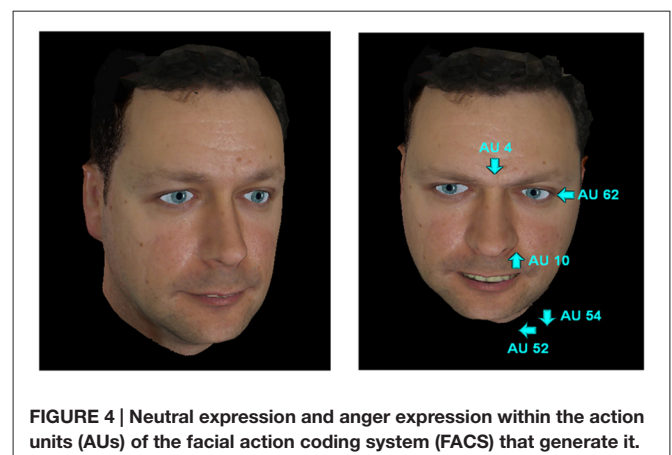 AU 4
AU 62
AU 10
AU 54
AU 52
FIGURE 4 | Neutral expression and anger expression within the action
units (AUs) of the facial action coding system (FACS) that generate it.